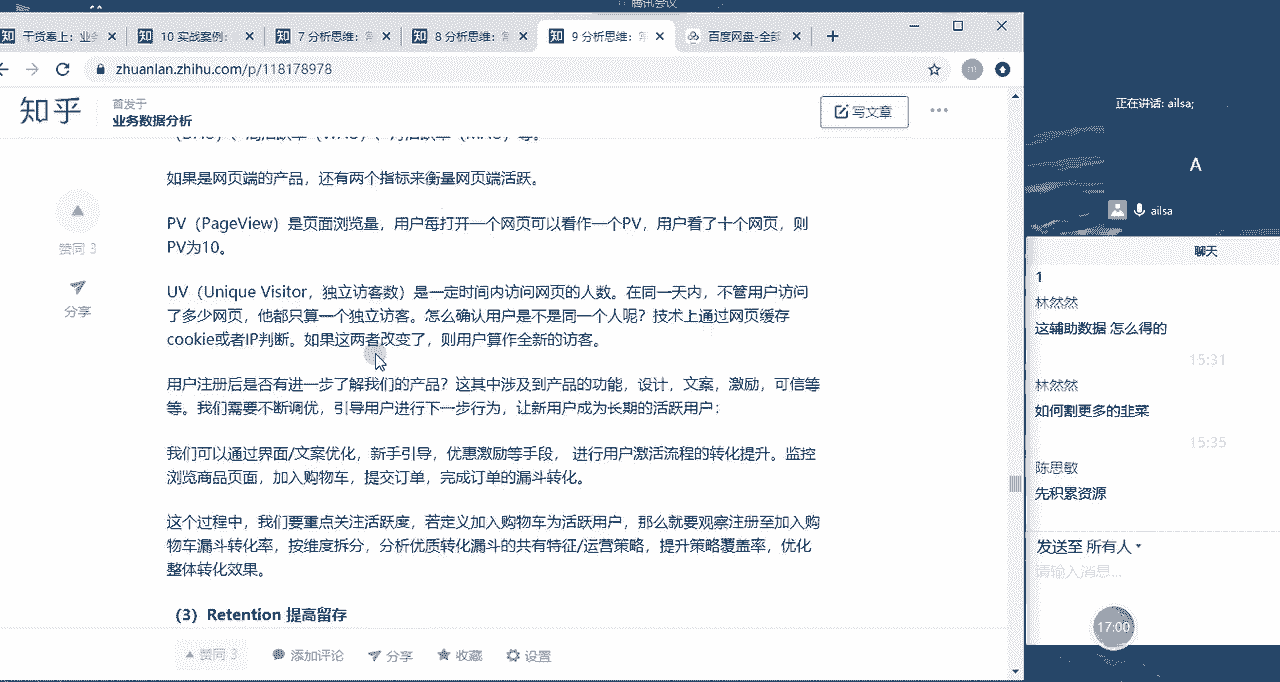 腾讯会议
知 干货奉上：业 × 知 10 实战案例： × 知 7 分析思维： × 知 8 分析思维： × 知 9 分析思维： × 百度网盘-全部 × +
zhuanlan.zhihu.com/p/118178978
知乎
首发于
业务数据分析
写文章
如果是网页端的产品，还有两个指标来衡量网页端活跃。
PV（PageView）是页面浏览量，用户每打开一个网页可以看作一个PV，用户看了十个网页，则
PV为10。
UV（Unique Visitor，独立访客数）是一定时间内访问网页的人数。在同一天内，不管用户访问
了多少网页，他都只算一个独立访客。怎么确认用户是不是同一个人呢？技术上通过网页缓存
cookie或者IP判断。如果这两者改变了，则用户算作全新的访客。
用户注册后是否有进一步了解我们的产品？这其中涉及到产品的功能，设计，文案，激励，可信等
等。我们需要不断调优，引导用户进行下一步行为，让新用户成为长期的活跃用户：
我们可以通过界面/文案优化，新手引导，优惠激励等手段， 进行用户激活流程的转化提升。监控
浏览商品页面，加入购物车，提交订单，完成订单的漏斗转化。
这个过程中，我们要重点关注活跃度，若定义加入购物车为活跃用户，那么就要观察注册至加入购
物车漏斗转化率，按维度拆分，分析优质转化漏斗的共有特征/运营策略，提升策略覆盖率，优化
整体转化效果。
（3）Retention 提高留存
赞同 3
分享
赞同 3 添加评论 分享 收藏 设置
正在讲话: ailsa;
A
ailsa
聊天
1
林然然
这辅助数据 怎么得的
15:31
林然然
如何割更多的韭菜
15:35
陈思敏
先积累资源
发送至 所有人
请输入消息...
17:00